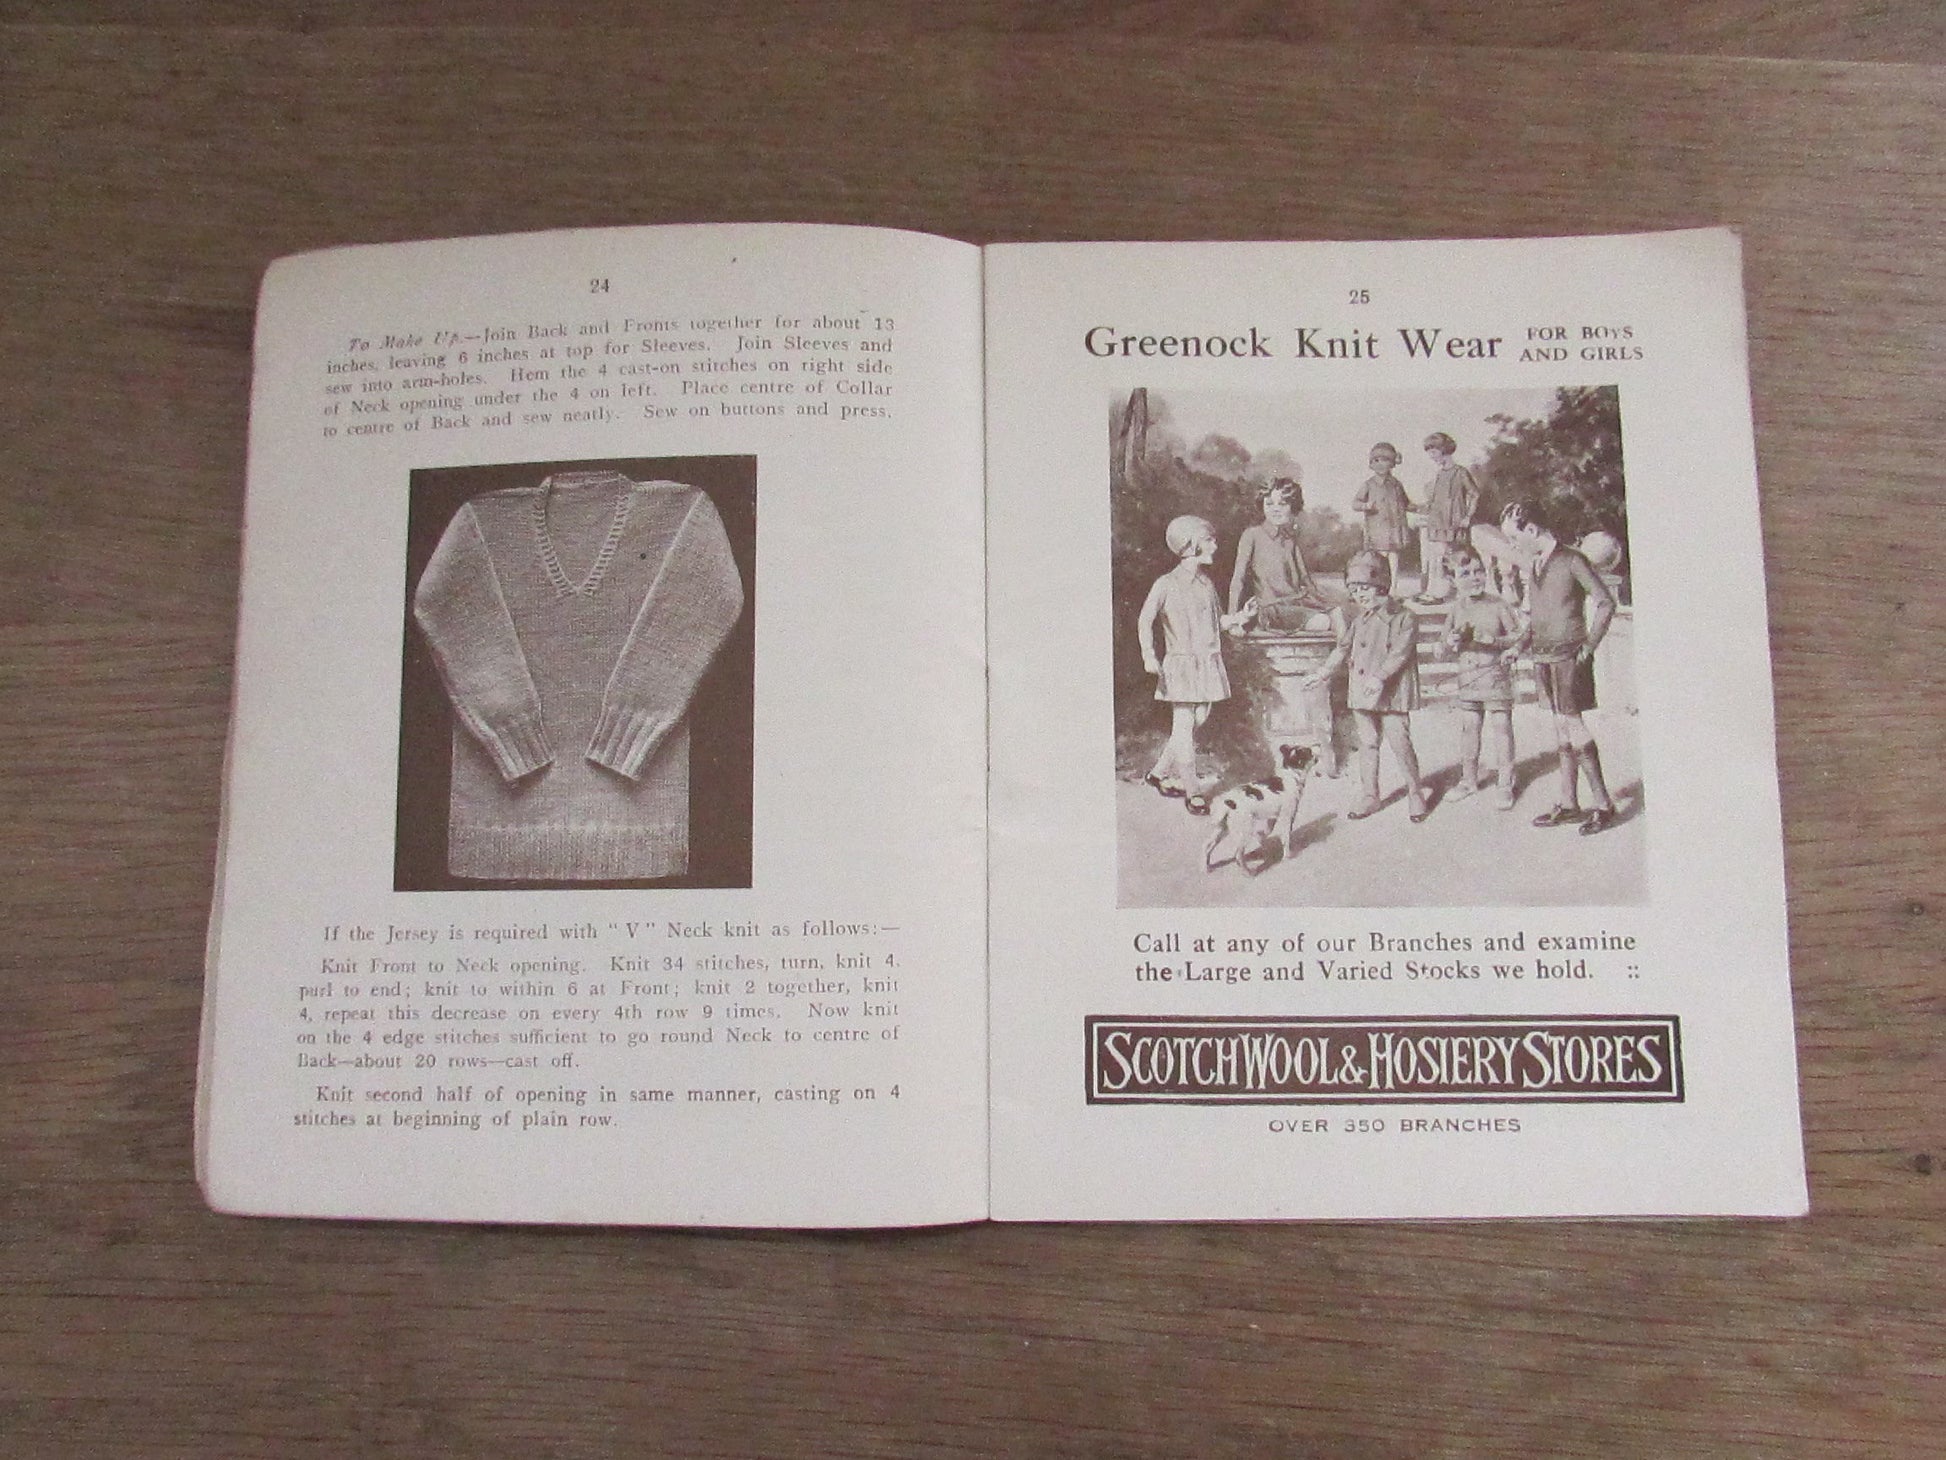 24
To Make Up.—Join Back and Fronts together for about 13
inches, leaving 6 inches at top for Sleeves. Join Sleeves and
sew into arm-holes. Hem the 4 cast-on stitches on right side
of Neck opening under the 4 on left. Place centre of Collar
to centre of Back and sew neatly. Sew on buttons and press.
If the Jersey is required with "V" Neck knit as follows:—
Knit Front to Neck opening. Knit 34 stitches, turn, knit 4,
purl to end; knit to within 6 at Front; knit 2 together, knit
4, repeat this decrease on every 4th row 9 times. Now knit
on the 4 edge stitches sufficient to go round Neck to centre of
Back—about 20 rows—cast off.
Knit second half of opening in same manner, casting on 4
stitches at beginning of plain row.
25
Greenock Knit Wear FOR BOYS
AND GIRLS
Call at any of our Branches and examine
the Large and Varied Stocks we hold. ::
SCOTCH WOOL & HOSIERY STORES
OVER 350 BRANCHES